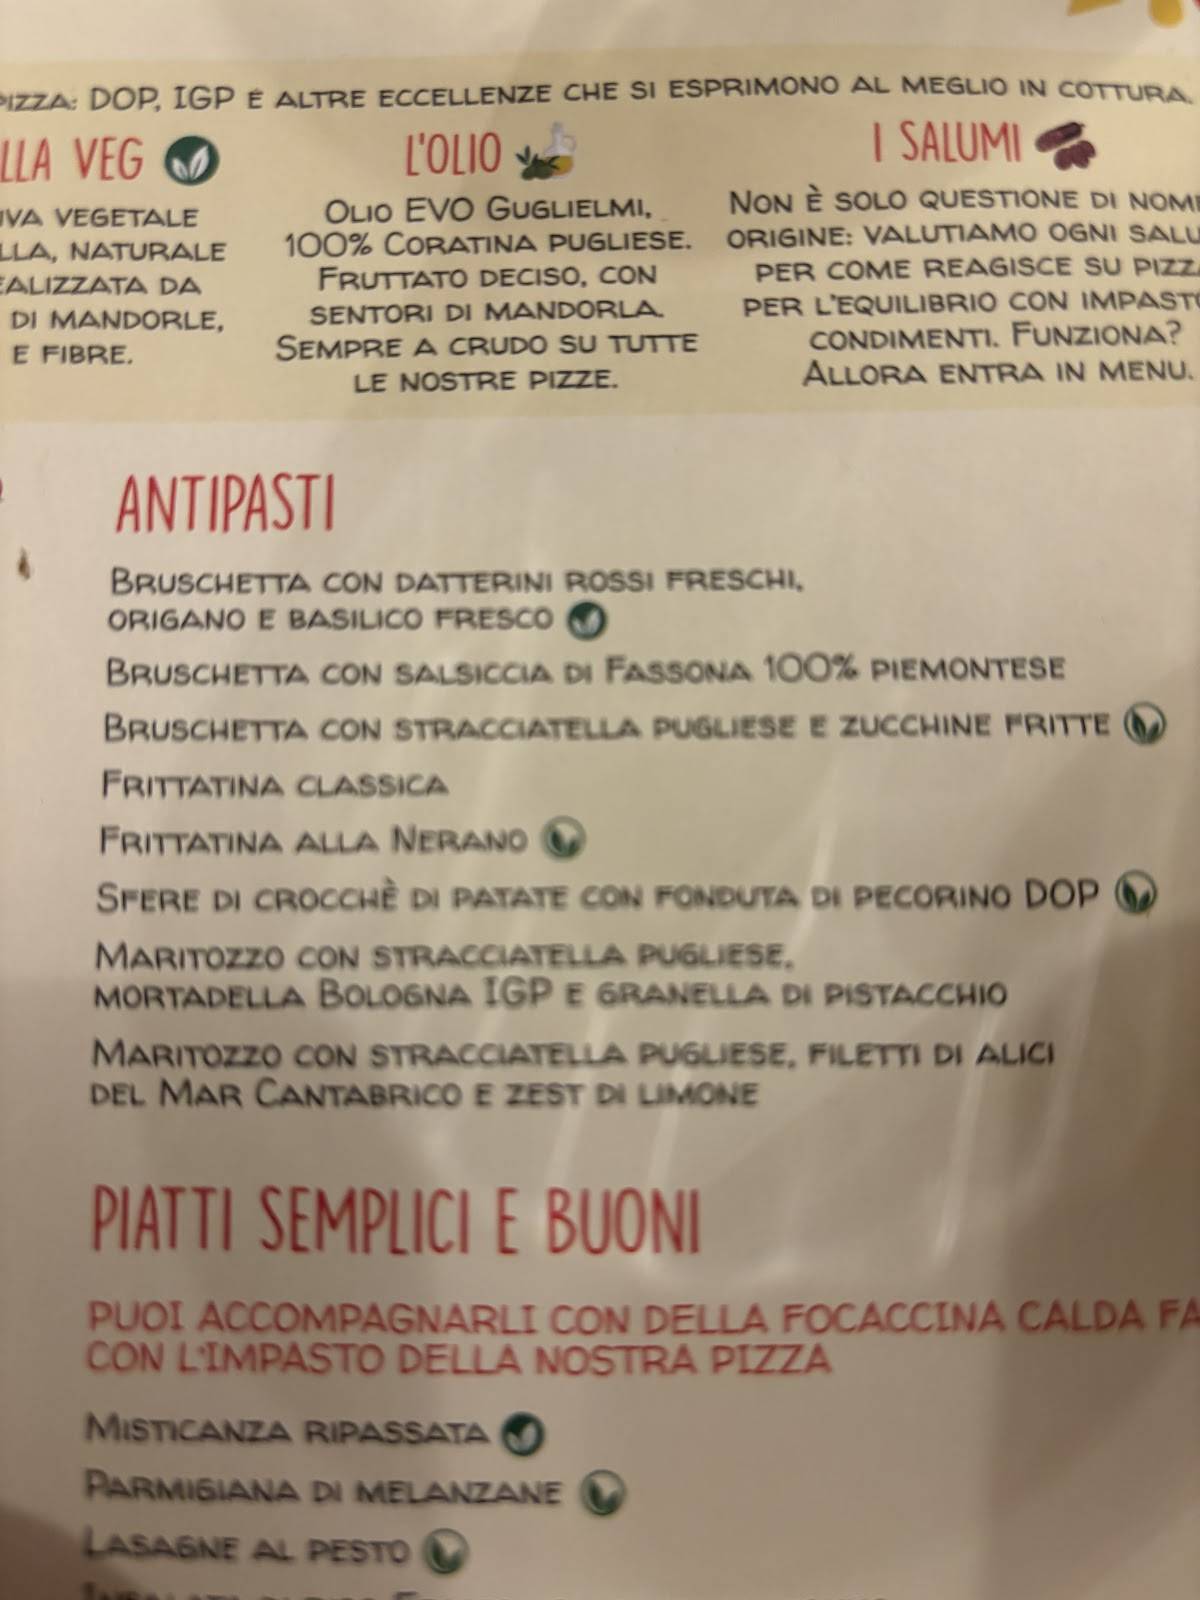 PIZZA: DOP, IGP E ALTRE ECCELLENZE CHE SI ESPRIMONO AL MEGLIO IN COTTURA.
VEG
VEGETALE
NATURALE
DA
DI MANDORLE,
E FIBRE.
L'OLIO
OLIO EVO GUGLIELMI,
100% CORATINA PUGLIESE.
FRUTTATO DECISO, CON
SENTORI DI MANDORLA.
SEMPRE A CRUDO SU TUTTE
LE NOSTRE PIZZE.
I SALUMI
NON È SOLO QUESTIONE DI
ORIGINE: VALUTIAMO OGNI
PER COME REAGISCE SU
PER L'EQUILIBRIO CON
CONDIMENTI. FUNZIONA?
ALLORA ENTRA IN MENU.
ANTIPASTI
BRUSCHETTA CON DATTERINI ROSSI FRESCHI,
ORIGANO E BASILICO FRESCO
BRUSCHETTA CON SALSICCIA DI FASSONA 100% PIEMONTESE
BRUSCHETTA CON STRACCIATELLA PUGLIESE E ZUCCHINE FRITTE
FRITTATINA CLASSICA
FRITTATINA ALLA NERANO
SFERE DI CROCCHÈ DI PATATE CON FONDUTA DI PECORINO DOP
MARITOZZO CON STRACCIATELLA PUGLIESE,
MORTADELLA BOLOGNA IGP E GRANELLA DI PISTACCHIO
MARITOZZO CON STRACCIATELLA PUGLIESE, FILETTI DI ALICI
DEL MAR CANTABRICO E ZEST DI LIMONE
PIATTI SEMPLICI E BUONI
PUOI ACCOMPAGNARLI CON DELLA FOCACCINA CALDA
CON L'IMPASTO DELLA NOSTRA PIZZA
MISTICANZA RIPASSATA
PARMIGIANA DI MELANZANE
LASAGNE AL PESTO